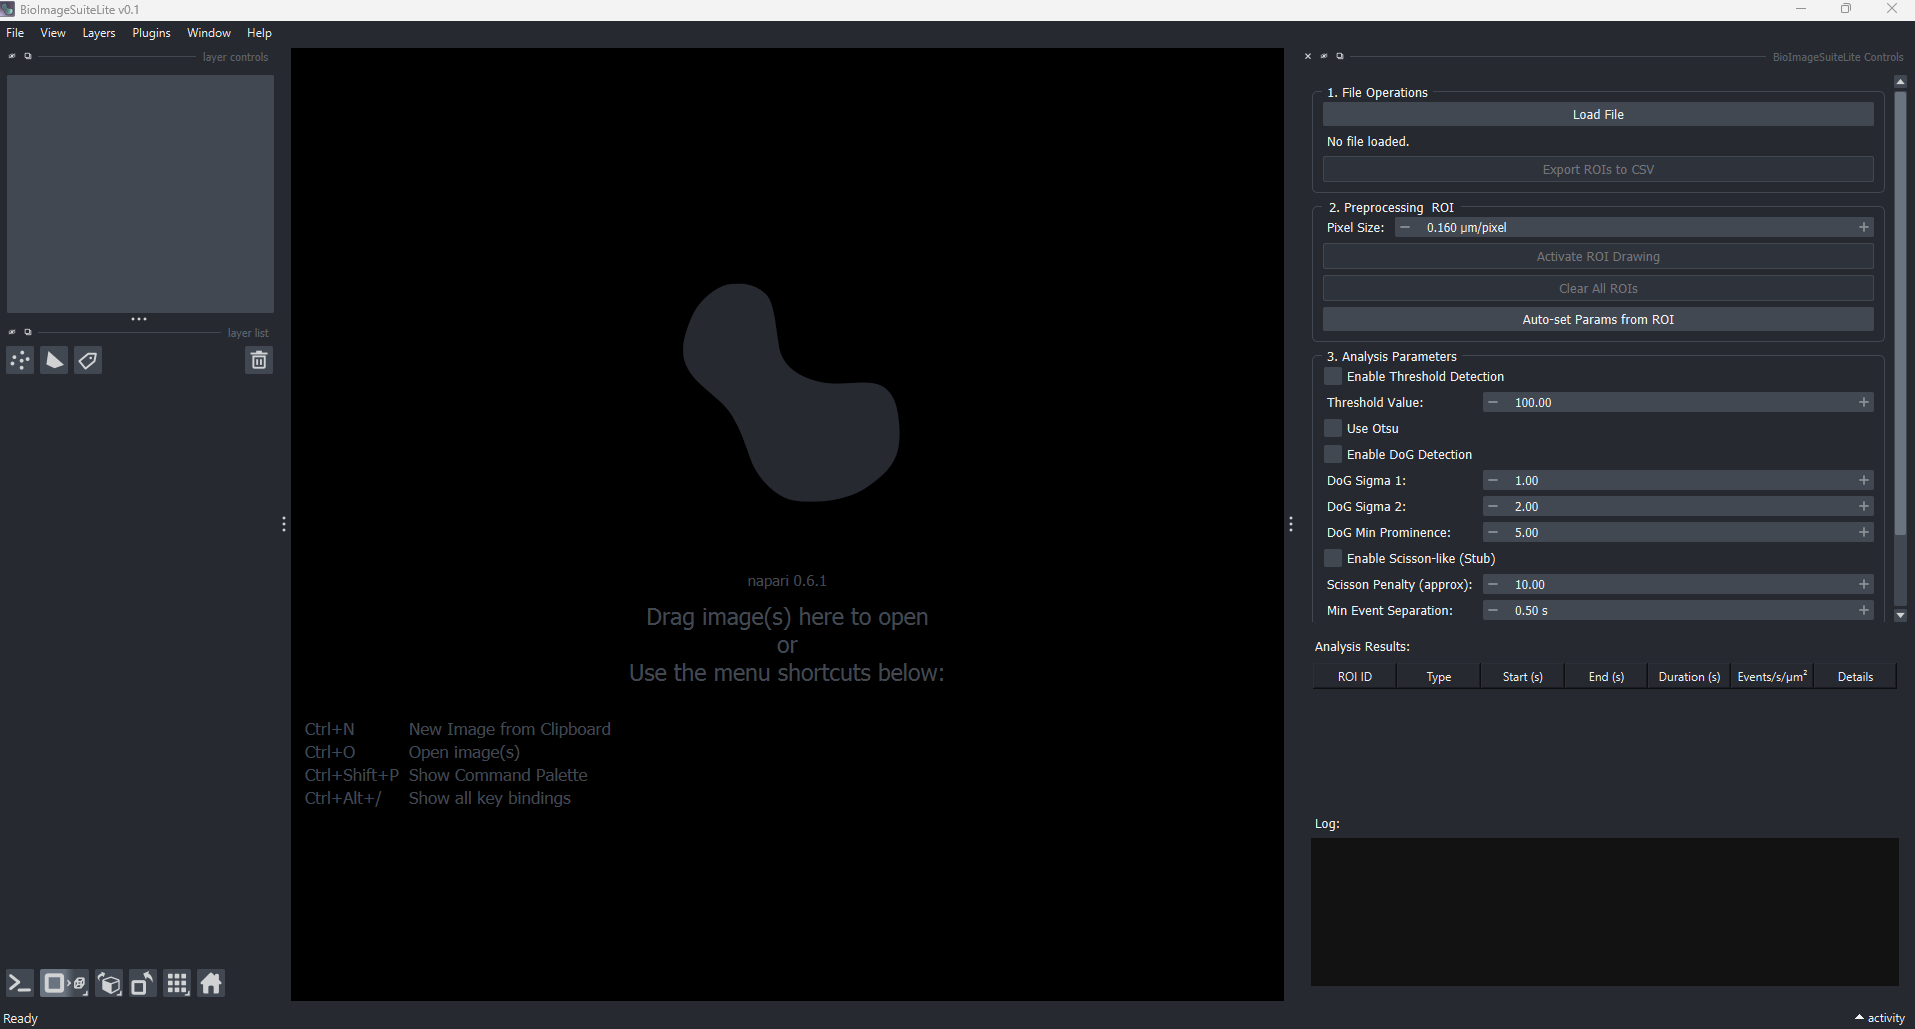 BioImageSuiteLite v0.1
File View Layers Plugins Window Help
layer controls
layer list
napari 0.6.1
Drag image(s) here to open
or
Use the menu shortcuts below:
Ctrl+N New Image from Clipboard
Ctrl+O Open image(s)
Ctrl+Shift+P Show Command Palette
Ctrl+Alt+/ Show all key bindings
BioImageSuiteLite Controls
1. File Operations
Load File
No file loaded.
Export ROIs to CSV
2. Preprocessing ROI
Pixel Size: 0.160 µm/pixel
Activate ROI Drawing
Clear All ROIs
Auto-set Params from ROI
3. Analysis Parameters
Enable Threshold Detection
Threshold Value: 100.00
Use Otsu
Enable DoG Detection
DoG Sigma 1: 1.00
DoG Sigma 2: 2.00
DoG Min Prominence: 5.00
Enable Scisson-like (Stub)
Scisson Penalty (approx): 10.00
Min Event Separation: 0.50 s
Analysis Results:
ROI ID Type Start (s) End (s) Duration (s) Events/s/µm² Details
Log:
Ready
activity